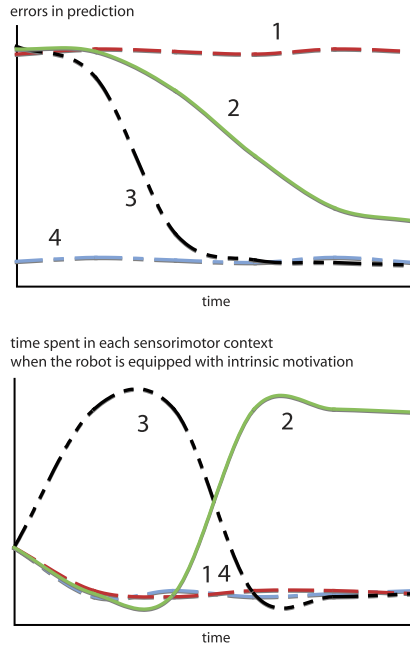 errors in prediction
1
2
3
4
time
time spent in each sensorimotor context
when the robot is equipped with intrinsic motivation
3
2
1 4
time